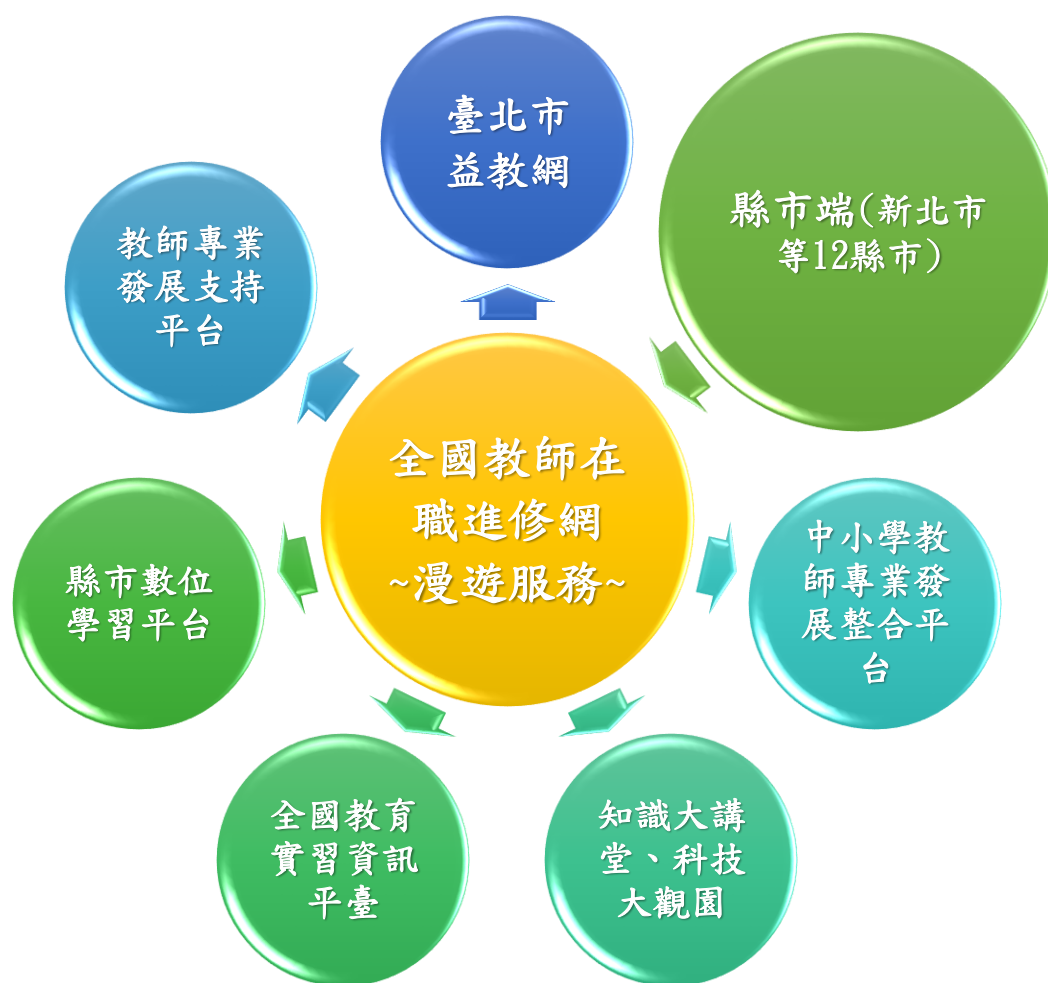 臺北市
益教網
縣市端(新北市
等12縣市)
教師專業
發展支持
平台
全國教師在
職進修網
~漫遊服務~
縣市數位
學習平台
中小學教
師專業發
展整合平
台
全國教育
實習資訊
平臺
知識大講
堂、科技
大觀園